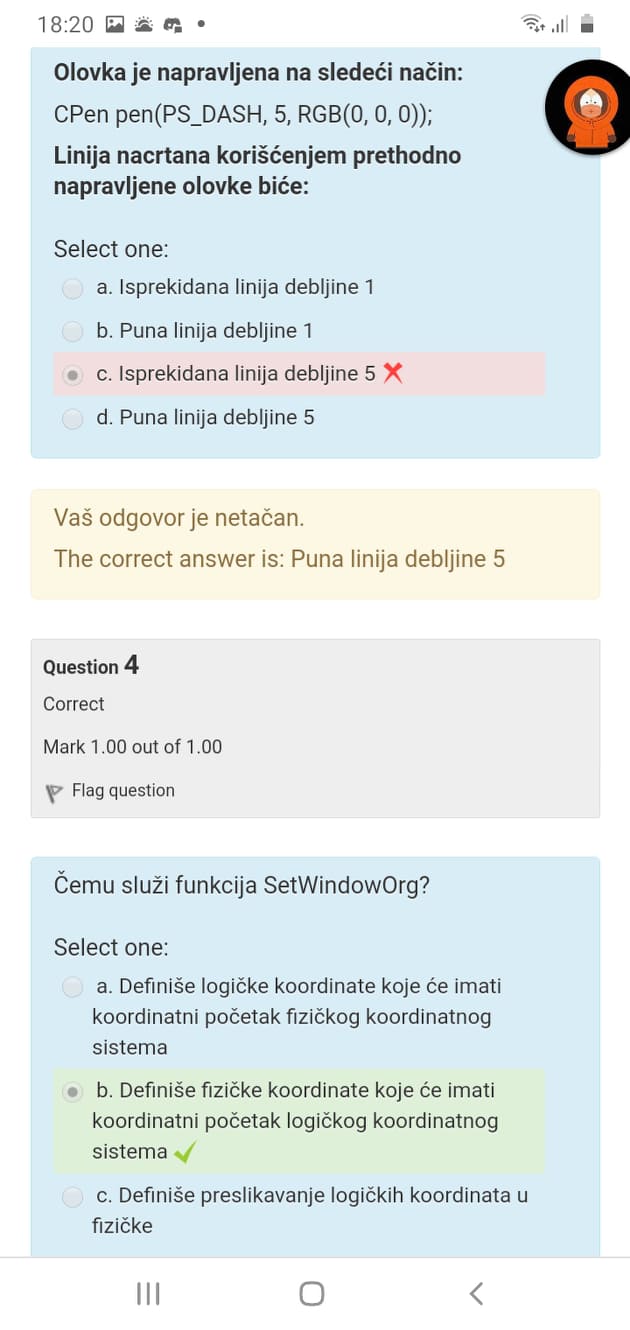 18:20
Olovka je napravljena na sledeći način:
CPen pen(PS_DASH, 5, RGB(0, 0, 0));
Linija nacrtana korišćenjem prethodno
napravljene olovke biće:
Select one:
a. Isprekidana linija debljine 1
b. Puna linija debljine 1
c. Isprekidana linija debljine 5
d. Puna linija debljine 5
Vaš odgovor je netačan.
The correct answer is: Puna linija debljine 5
Question 4
Correct
Mark 1.00 out of 1.00
Flag question
Čemu služi funkcija SetWindowOrg?
Select one:
a. Definiše logičke koordinate koje će imati
koordinatni početak fizičkog koordinatnog
sistema
b. Definiše fizičke koordinate koje će imati
koordinatni početak logičkog koordinatnog
sistema
c. Definiše preslikavanje logičkih koordinata u
fizičke